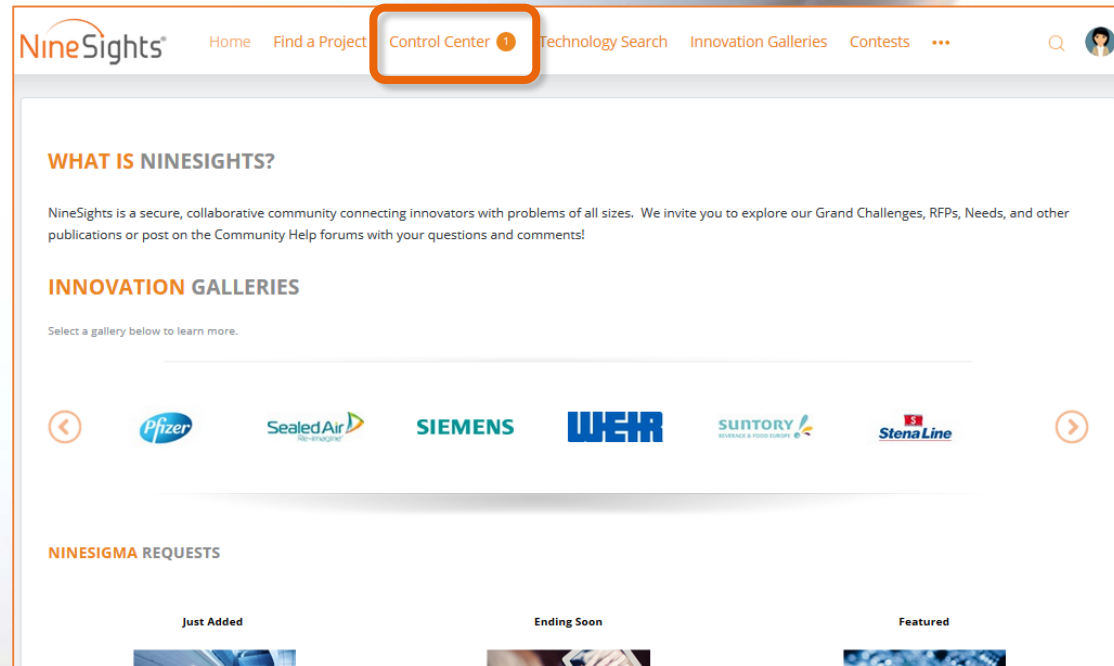 NineSights®
Home Find a Project Control Center 1 Technology Search Innovation Galleries Contests •••
WHAT IS NINESIGHTS?
NineSights is a secure, collaborative community connecting innovators with problems of all sizes. We invite you to explore our Grand Challenges, RFPs, Needs, and other
publications or post on the Community Help forums with your questions and comments!
INNOVATION GALLERIES
Select a gallery below to learn more.
Pfizer SealedAir SIEMENS WEIR SUNTORY StenaLine
Re-imagine BEVERAGE & FOOD EUROPE S
NINESIGMA REQUESTS
Just Added Ending Soon Featured